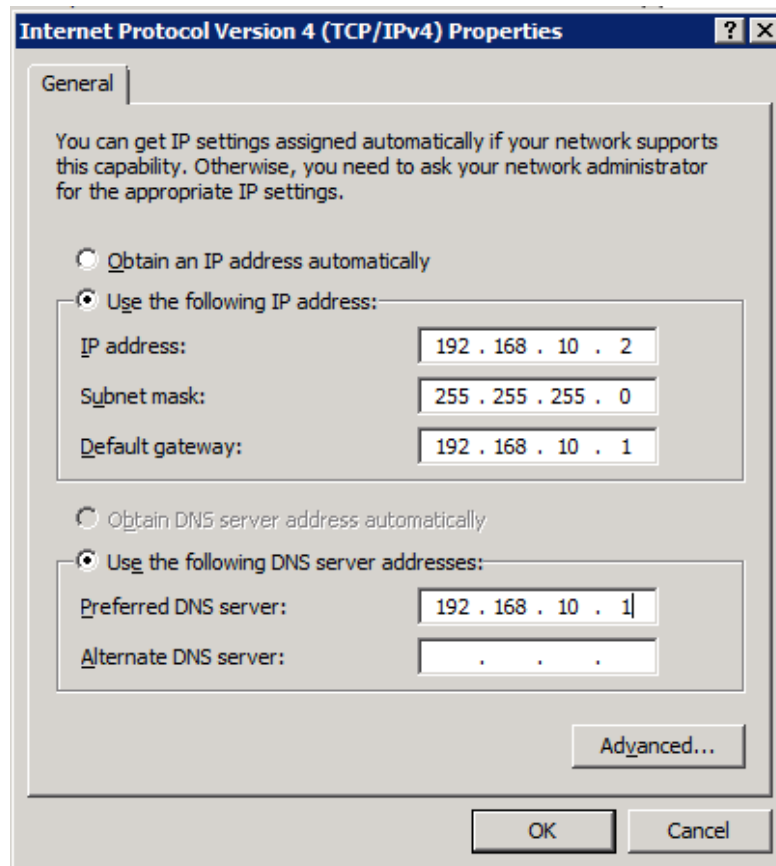 Internet Protocol Version 4 (TCP/IPv4) Properties
General
You can get IP settings assigned automatically if your network supports
this capability. Otherwise, you need to ask your network administrator
for the appropriate IP settings.
Obtain an IP address automatically
Use the following IP address:
IP address: 192 . 168 . 10 . 2
Subnet mask: 255 . 255 . 255 . 0
Default gateway: 192 . 168 . 10 . 1
Obtain DNS server address automatically
Use the following DNS server addresses:
Preferred DNS server: 192 . 168 . 10 . 1
Alternate DNS server: . . .
Advanced...
OK Cancel